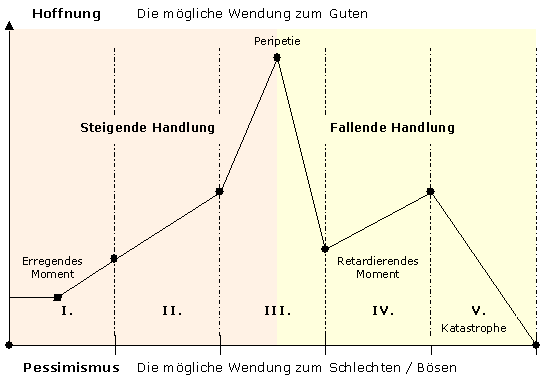 Hoffnung Die mögliche Wendung zum Guten
Peripetie
Steigende Handlung Fallende Handlung
Erregendes
Moment
Retardierendes
Moment
I. II. III. IV. V.
Katastrophe
Pessimismus Die mögliche Wendung zum Schlechten / Bösen